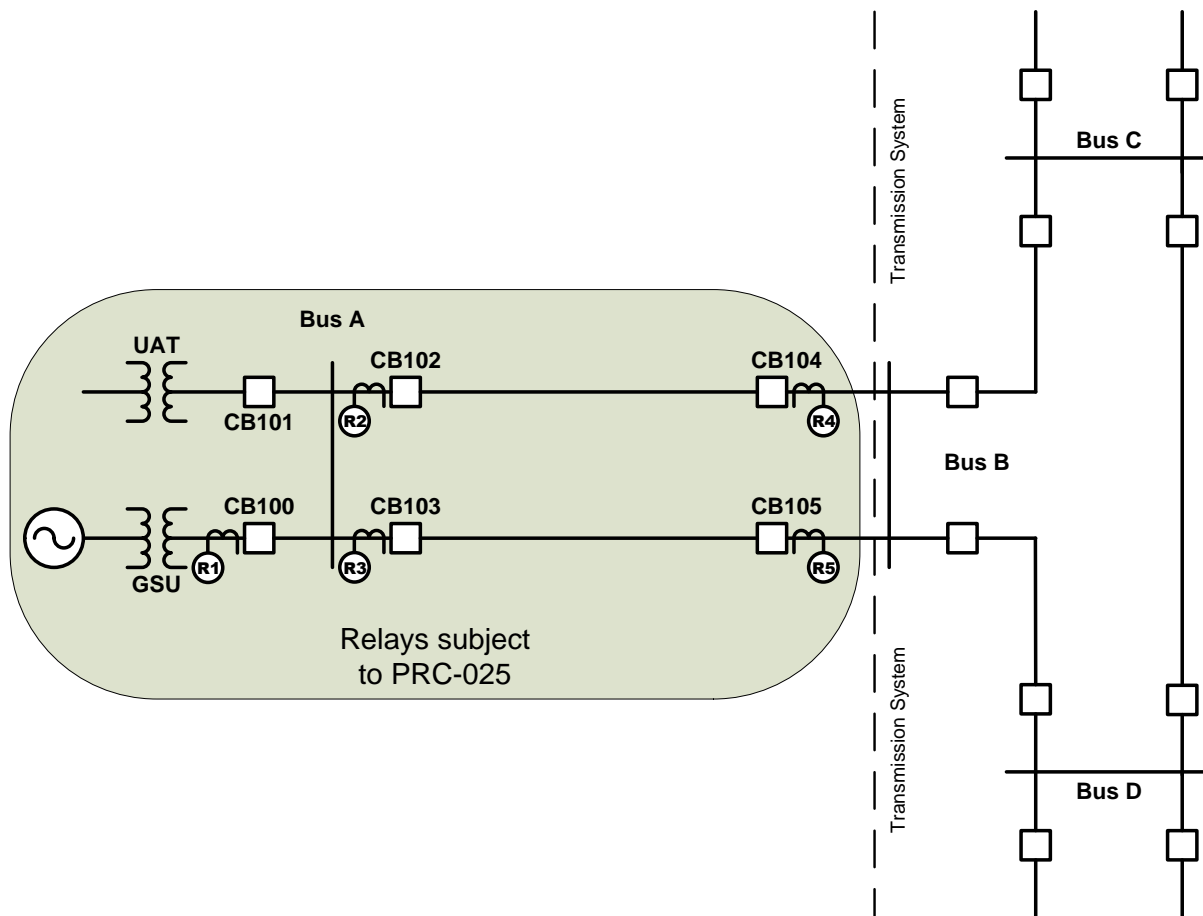 Transmission System
Bus C
Bus A
UAT
CB102
CB104
CB101
R2
R4
Bus B
CB100
CB103
CB105
R1
R3
R5
GSU
Relays subject
to PRC-025
Transmission System
Bus D